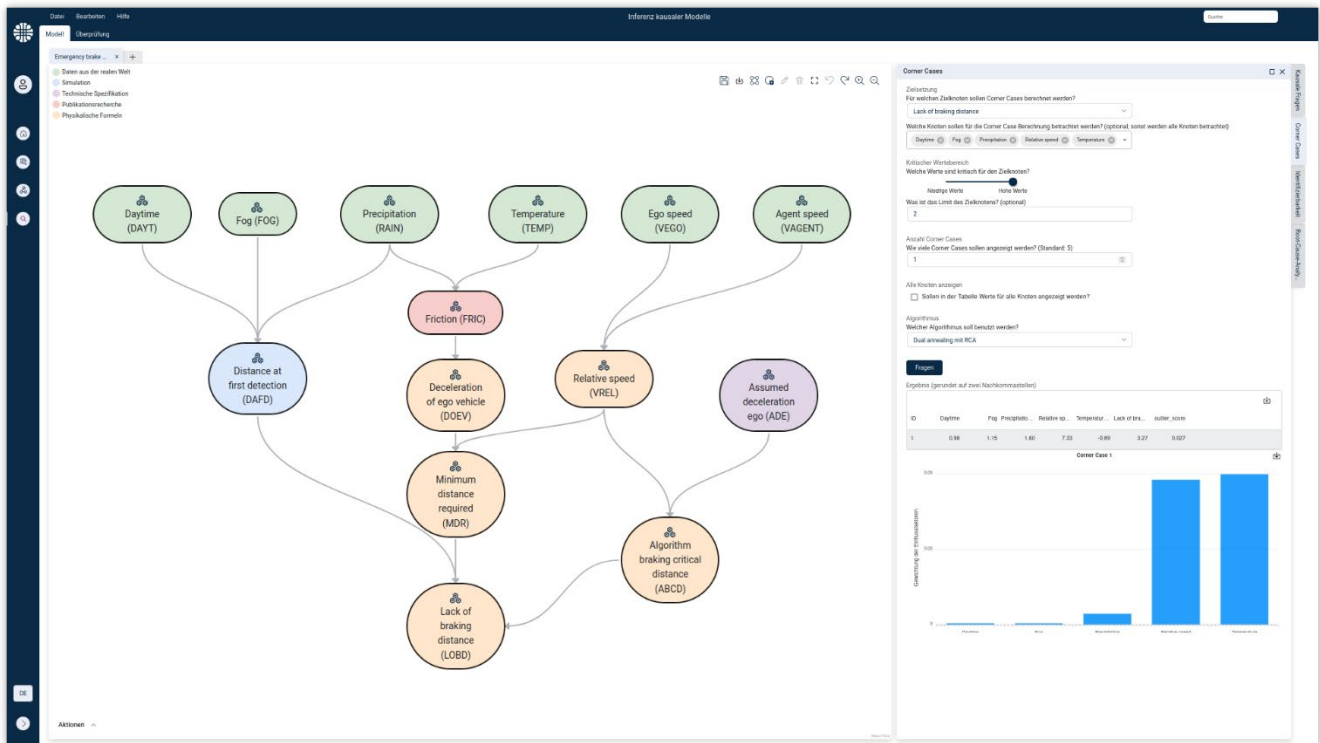 Datei Bearbeiten Hilfe
Inferenz kausaler Modelle
Suche
Modell Überprüfung
Emergency brake ... × +
Daten aus der realen Welt
Simulation
Technische Spezifikation
Publikationsrecherche
Physikalische Formeln
Daytime
(DAYT)
Fog (FOG)
Precipitation
(RAIN)
Temperature
(TEMP)
Ego speed
(VEGO)
Agent speed
(VAGENT)
Friction (FRIC)
Distance at
first detection
(DAFD)
Deceleration
of ego vehicle
(DOEV)
Relative speed
(VREL)
Assumed
deceleration
ego (ADE)
Minimum
distance
required
(MDR)
Algorithm
braking critical
distance
(ABCD)
Lack of
braking
distance
(LOBD)
DE
Aktionen
Corner Cases
Zielsetzung
Für welchen Zielknoten sollen Corner Cases berechnet werden?
Lack of braking distance
Welche Knoten sollen für die Corner Case Berechnung betrachtet werden? (optional, sonst werden alle Knoten betrachtet)
Daytime Fog Precipitation Relative speed Temperature
Kritischer Wertebereich
Welche Werte sind kritisch für den Zielknoten?
Niedrige Werte Hohe Werte
Was ist das Limit des Zielknotens? (optional)
2
Anzahl Corner Cases
Wie viele Corner Cases sollen angezeigt werden? (Standard: 5)
1
Alle Knoten anzeigen
Sollen in der Tabelle Werte für alle Knoten angezeigt werden?
Algorithmus
Welcher Algorithmus soll benutzt werden?
Dual annealing mit RCA
Fragen
Ergebnis (gerundet auf zwei Nachkommastellen)
ID Daytime Fog Precipitatio... Relative sp... Temperatur... Lack of bra... outlier_score
1 0.98 1.15 1.60 7.33 -0.89 3.27 0.027
Corner Case 1
Gewichtung der Einflussfaktoren
0
Kausale Fragen
Corner Cases
Identifizierbarkeit
Root-Cause-Analy...